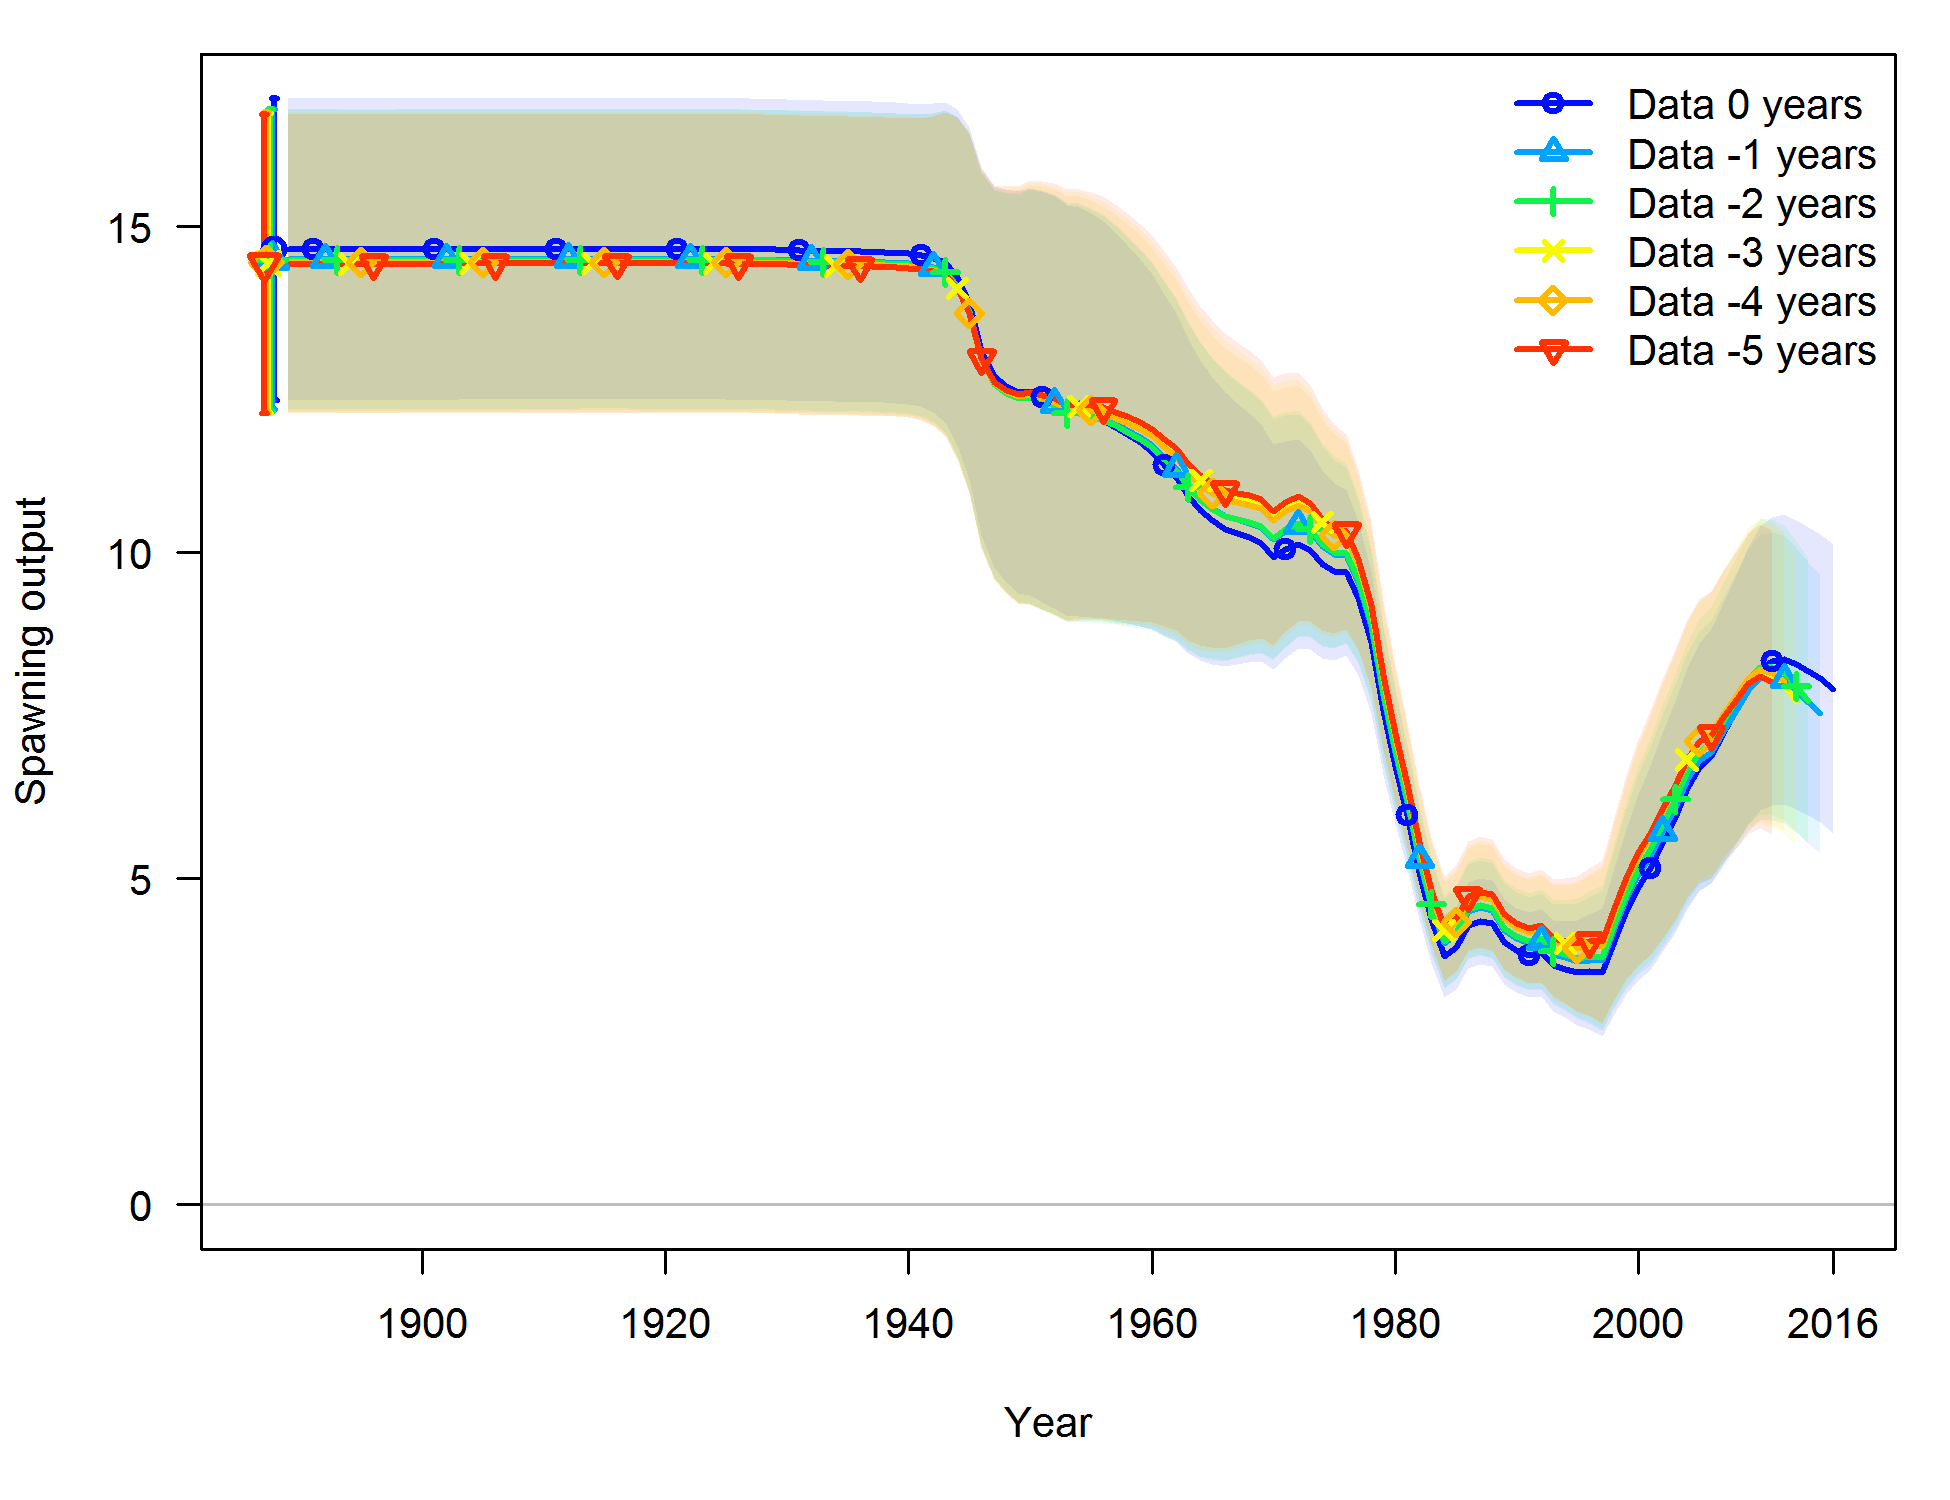 Data 0 years
Data -1 years
Data -2 years
Data -3 years
Data -4 years
Data -5 years
15
10
5
0
Spawning output
1900 1920 1940 1960 1980 2000 2016
Year